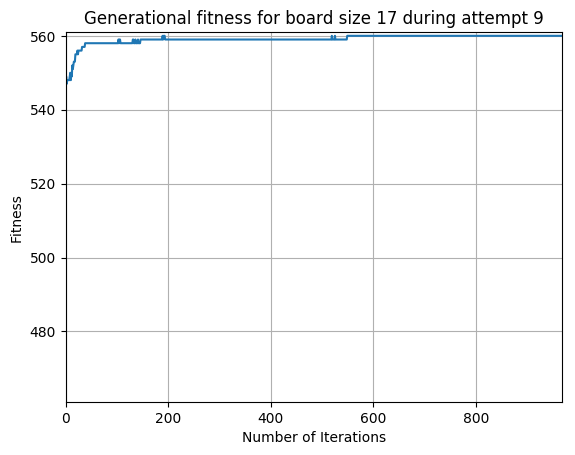 Generational fitness for board size 17 during attempt 9
560
540
520
500
480
Fitness
0 200 400 600 800
Number of Iterations